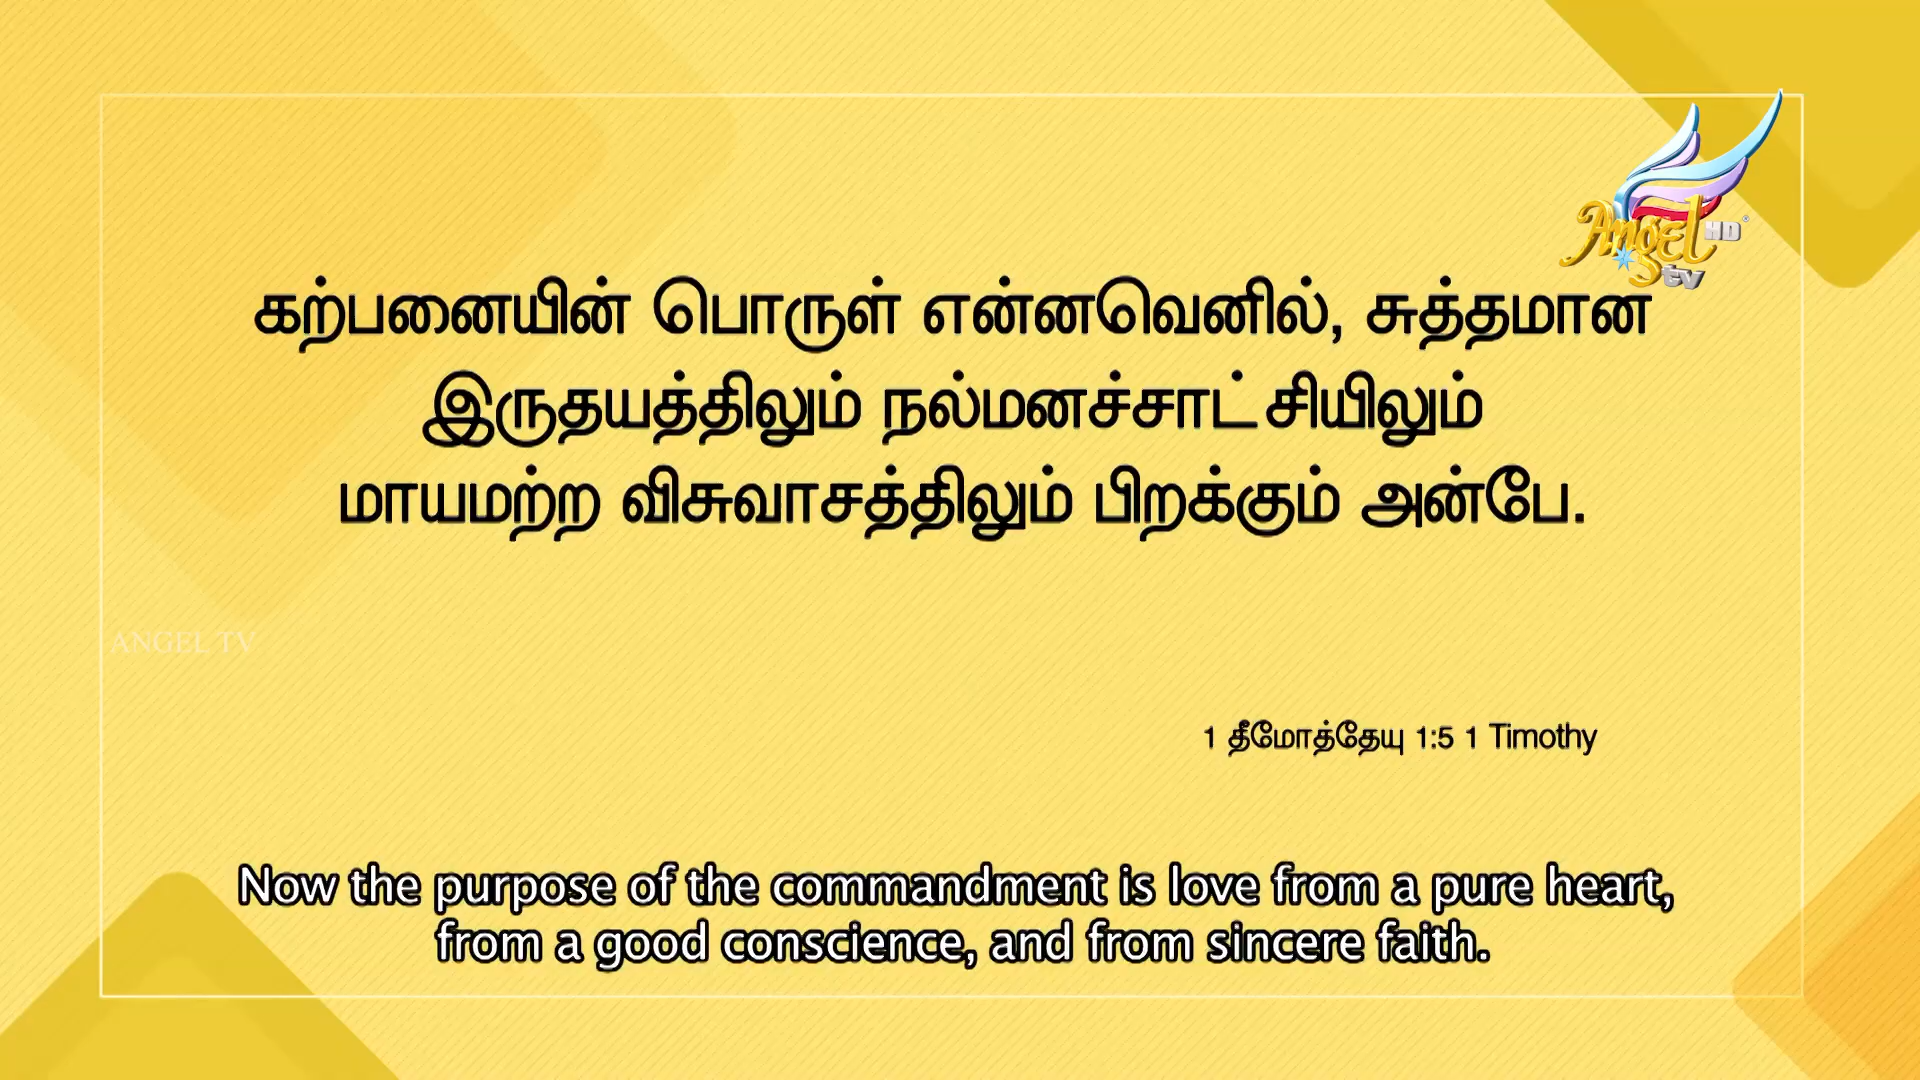 Angel HD
tv
கற்பனையின் பொருள் என்னவெனில், சுத்தமான
இருதயத்திலும் நல்மனச்சாட்சியிலும்
மாயமற்ற விசுவாசத்திலும் பிறக்கும் அன்பே.
ANGEL TV
1 தீமோத்தேயு 1:5 1 Timothy
Now the purpose of the commandment is love from a pure heart,
from a good conscience, and from sincere faith.